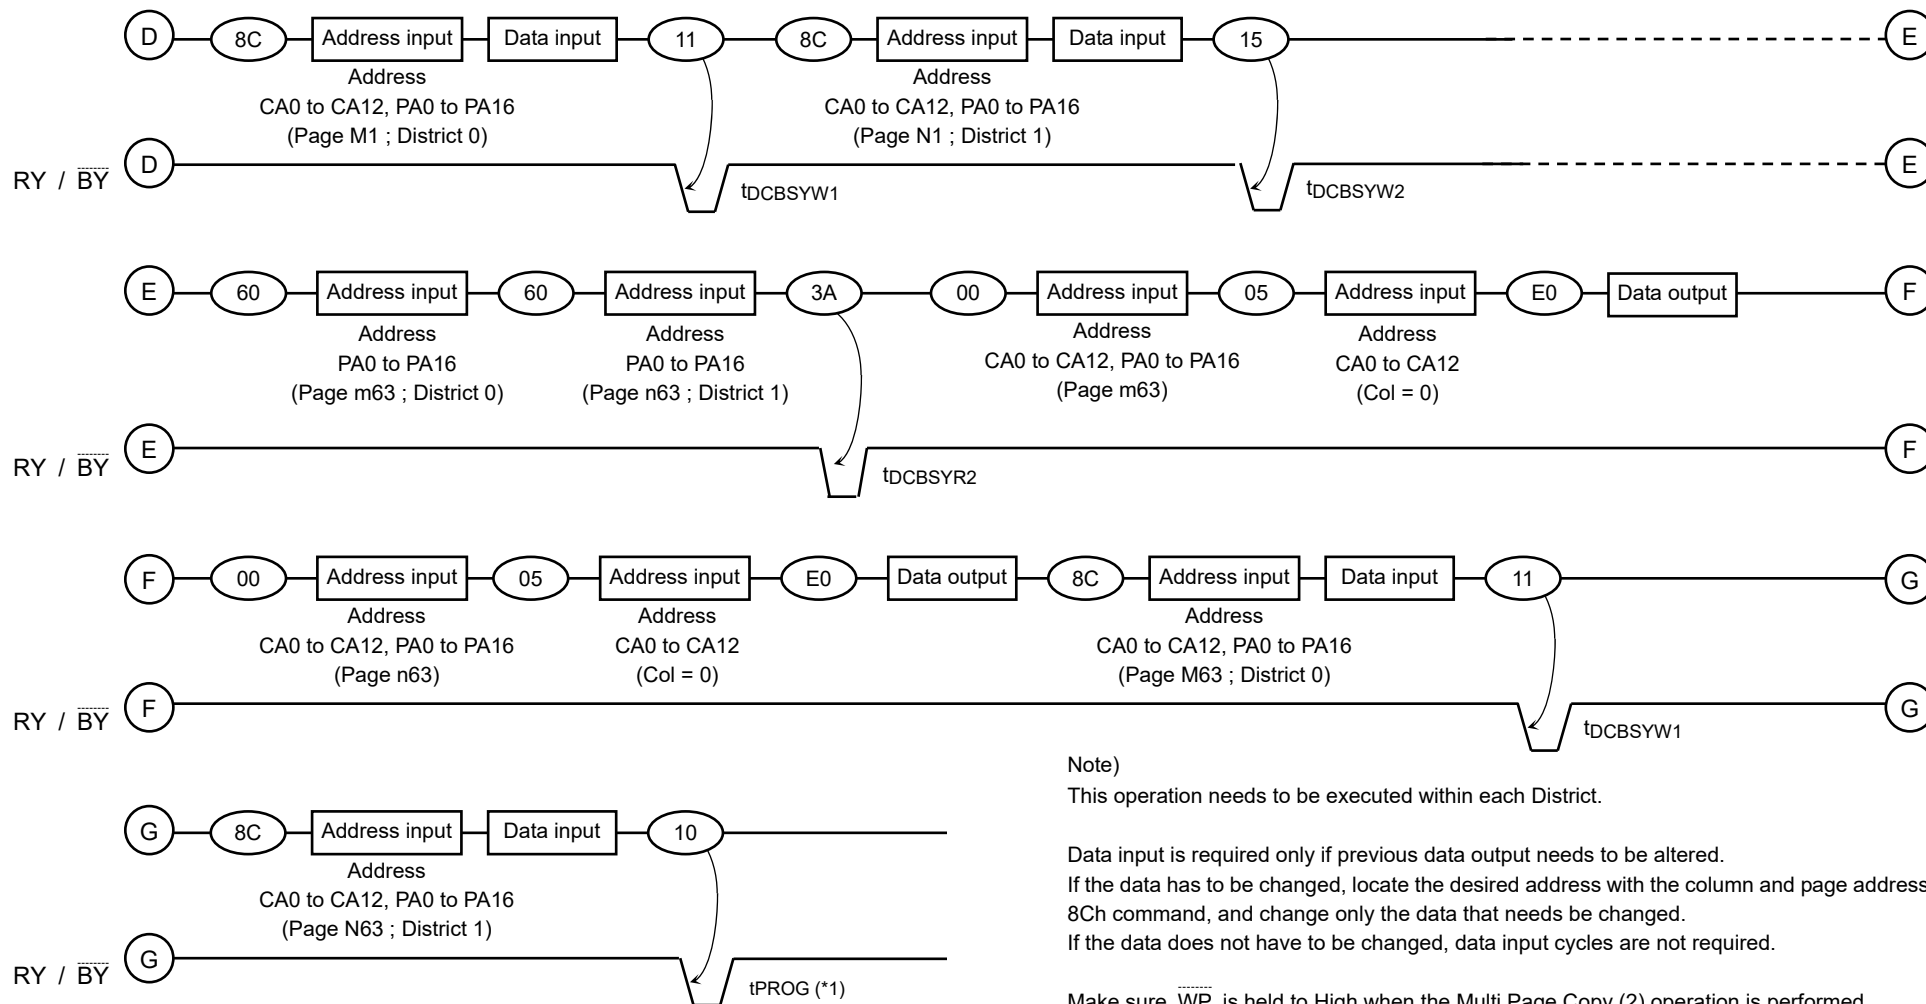 D 8C Address input Data input 11 8C Address input Data input 15 E
Address Address
CA0 to CA12, PA0 to PA16 CA0 to CA12, PA0 to PA16
(Page M1 ; District 0) (Page N1 ; District 1)
RY / BY D tDCBSYW1 tDCBSYW2 E
E 60 Address input 60 Address input 3A 00 Address input 05 Address input E0 Data output F
Address Address Address Address
PA0 to PA16 PA0 to PA16 CA0 to CA12, PA0 to PA16 CA0 to CA12
(Page m63 ; District 0) (Page n63 ; District 1) (Page m63) (Col = 0)
RY / BY E tDCBSYR2 F
F 00 Address input 05 Address input E0 Data output 8C Address input Data input 11 G
Address Address Address
CA0 to CA12, PA0 to PA16 CA0 to CA12 CA0 to CA12, PA0 to PA16
(Page n63) (Col = 0) (Page M63 ; District 0)
RY / BY F tDCBSYW1 G
G 8C Address input Data input 10
Address
CA0 to CA12, PA0 to PA16
(Page N63 ; District 1)
RY / BY G tPROG (*1)
Note)
This operation needs to be executed within each District.
Data input is required only if previous data output needs to be altered.
If the data has to be changed, locate the desired address with the column and page address
8Ch command, and change only the data that needs be changed.
If the data does not have to be changed, data input cycles are not required.
Make sure WP is held to High when the Multi Page Copy (2) operation is performed